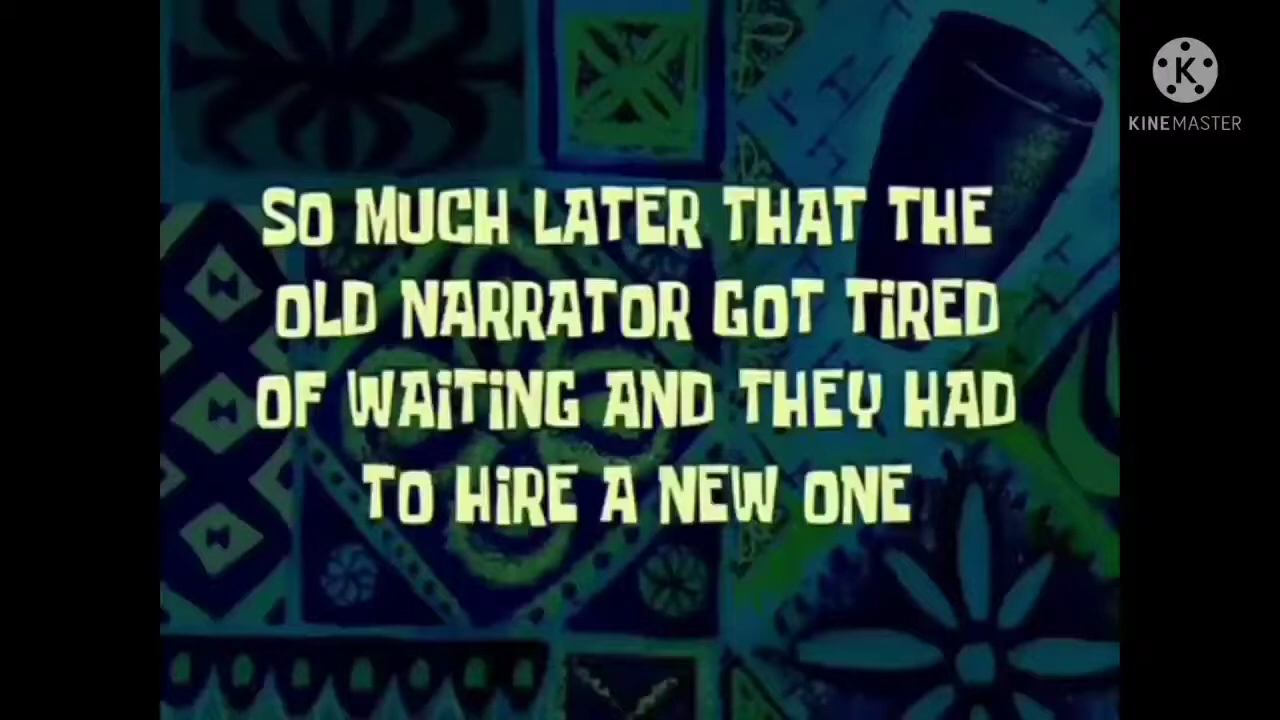 SO MUCH LATER THAT THE
OLD NARRATOR GOT TiRED
OF WAiTiNG AND THEY HAD
TO HiRE A NEW ONE
K
KINEMASTER